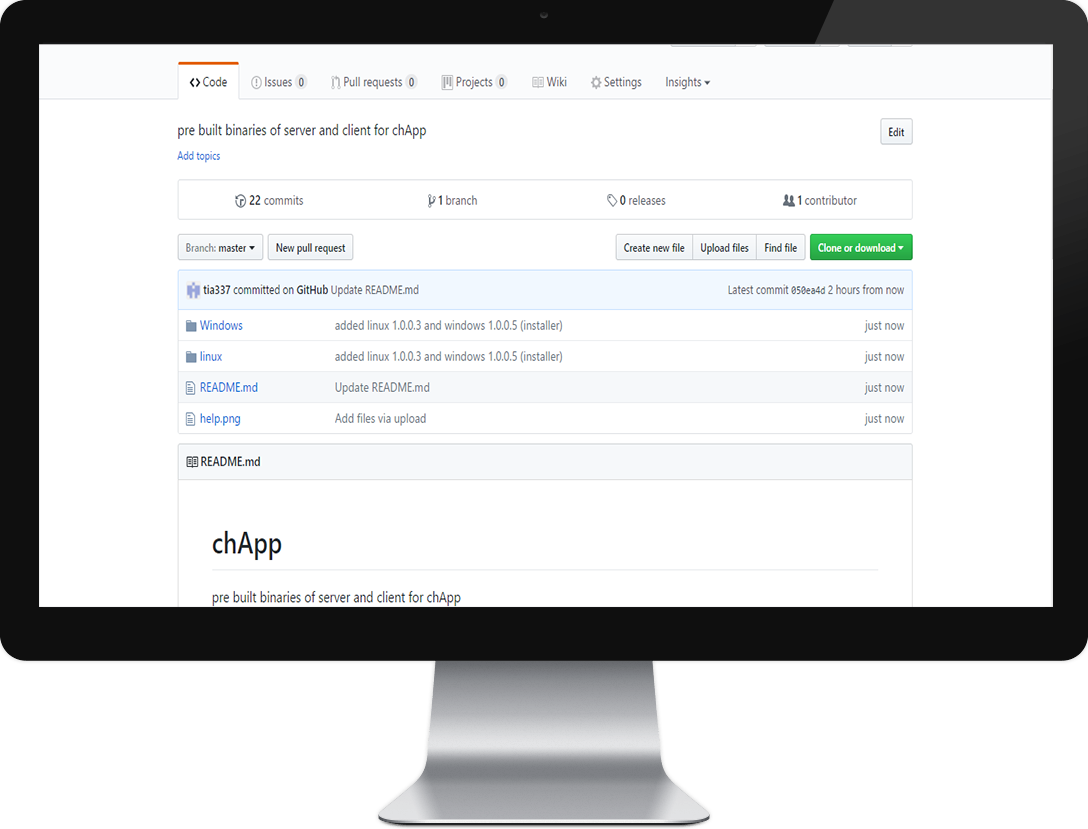 Code Issues 0 Pull requests 0 Projects 0 Wiki Settings Insights
pre built binaries of server and client for chApp
Edit
Add topics
22 commits 1 branch 0 releases 1 contributor
Branch: master New pull request Create new file Upload files Find file Clone or download
tia337 committed on GitHub Update README.md Latest commit 050ea4d 2 hours from now
Windows added linux 1.0.0.3 and windows 1.0.0.5 (installer) just now
linux added linux 1.0.0.3 and windows 1.0.0.5 (installer) just now
README.md Update README.md just now
help.png Add files via upload just now
README.md
chApp
pre built binaries of server and client for chApp